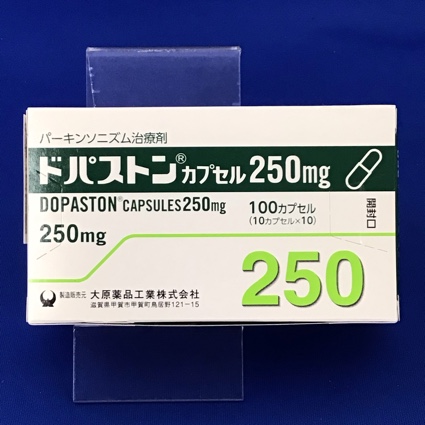 パーキンソニズム治療剤
ドパストン®カプセル250mg
DOPASTON® CAPSULES250mg
250mg
100カプセル
(10カプセル×10)
開封口
250
製造販売元 大原薬品工業株式会社
滋賀県甲賀市甲賀町鳥居野121-15